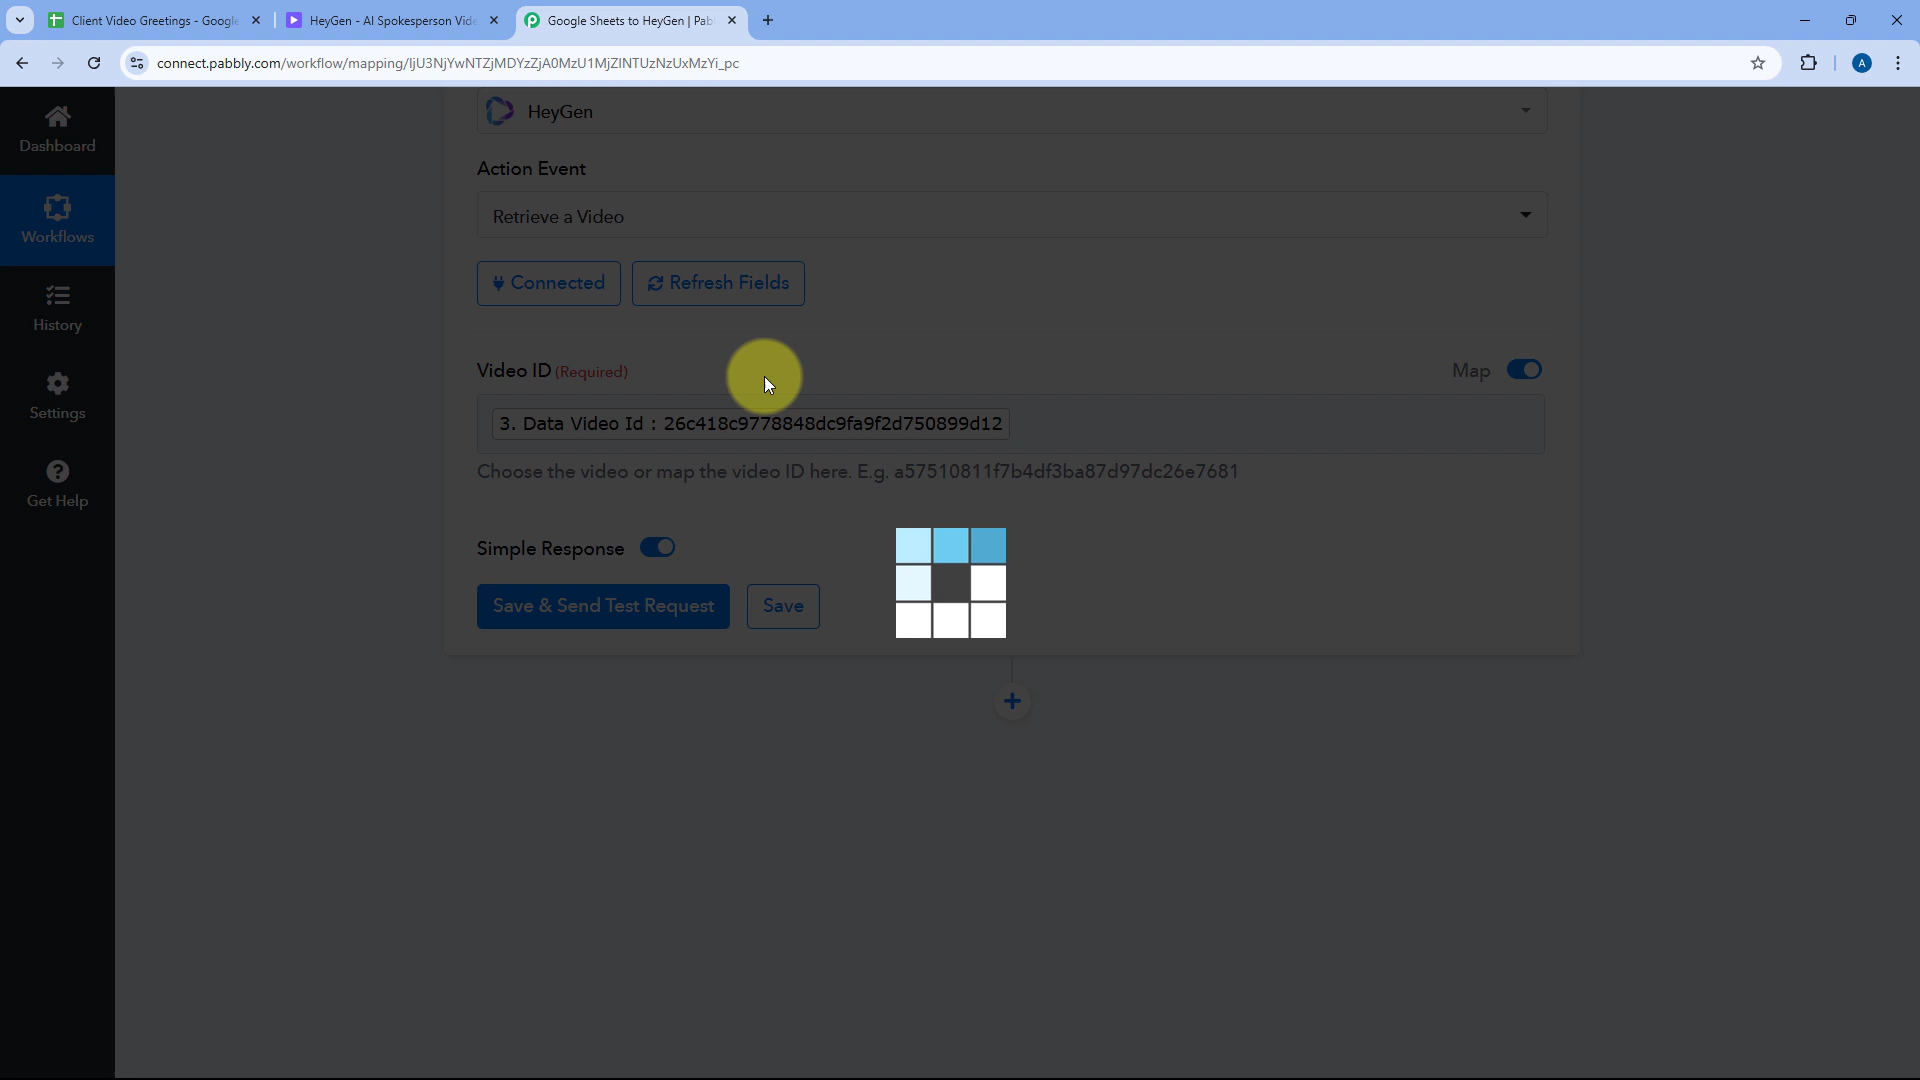 Client Video Greetings - Google
HeyGen - AI Spokesperson Vide
Google Sheets to HeyGen | Pab
connect.pabbly.com/workflow/mapping/IjU3NjYwNTZjMDYzZjA0MzU1MjZlNTUzNzUxMzYi_pc
A
Dashboard
Workflows
History
Settings
Get Help
HeyGen
Action Event
Retrieve a Video
Connected
Refresh Fields
Video ID (Required)
Map
3. Data Video Id : 26c418c9778848dc9fa9f2d750899d12
Choose the video or map the video ID here. E.g. a57510811f7b4df3ba87d97dc26e7681
Simple Response
Save & Send Test Request
Save